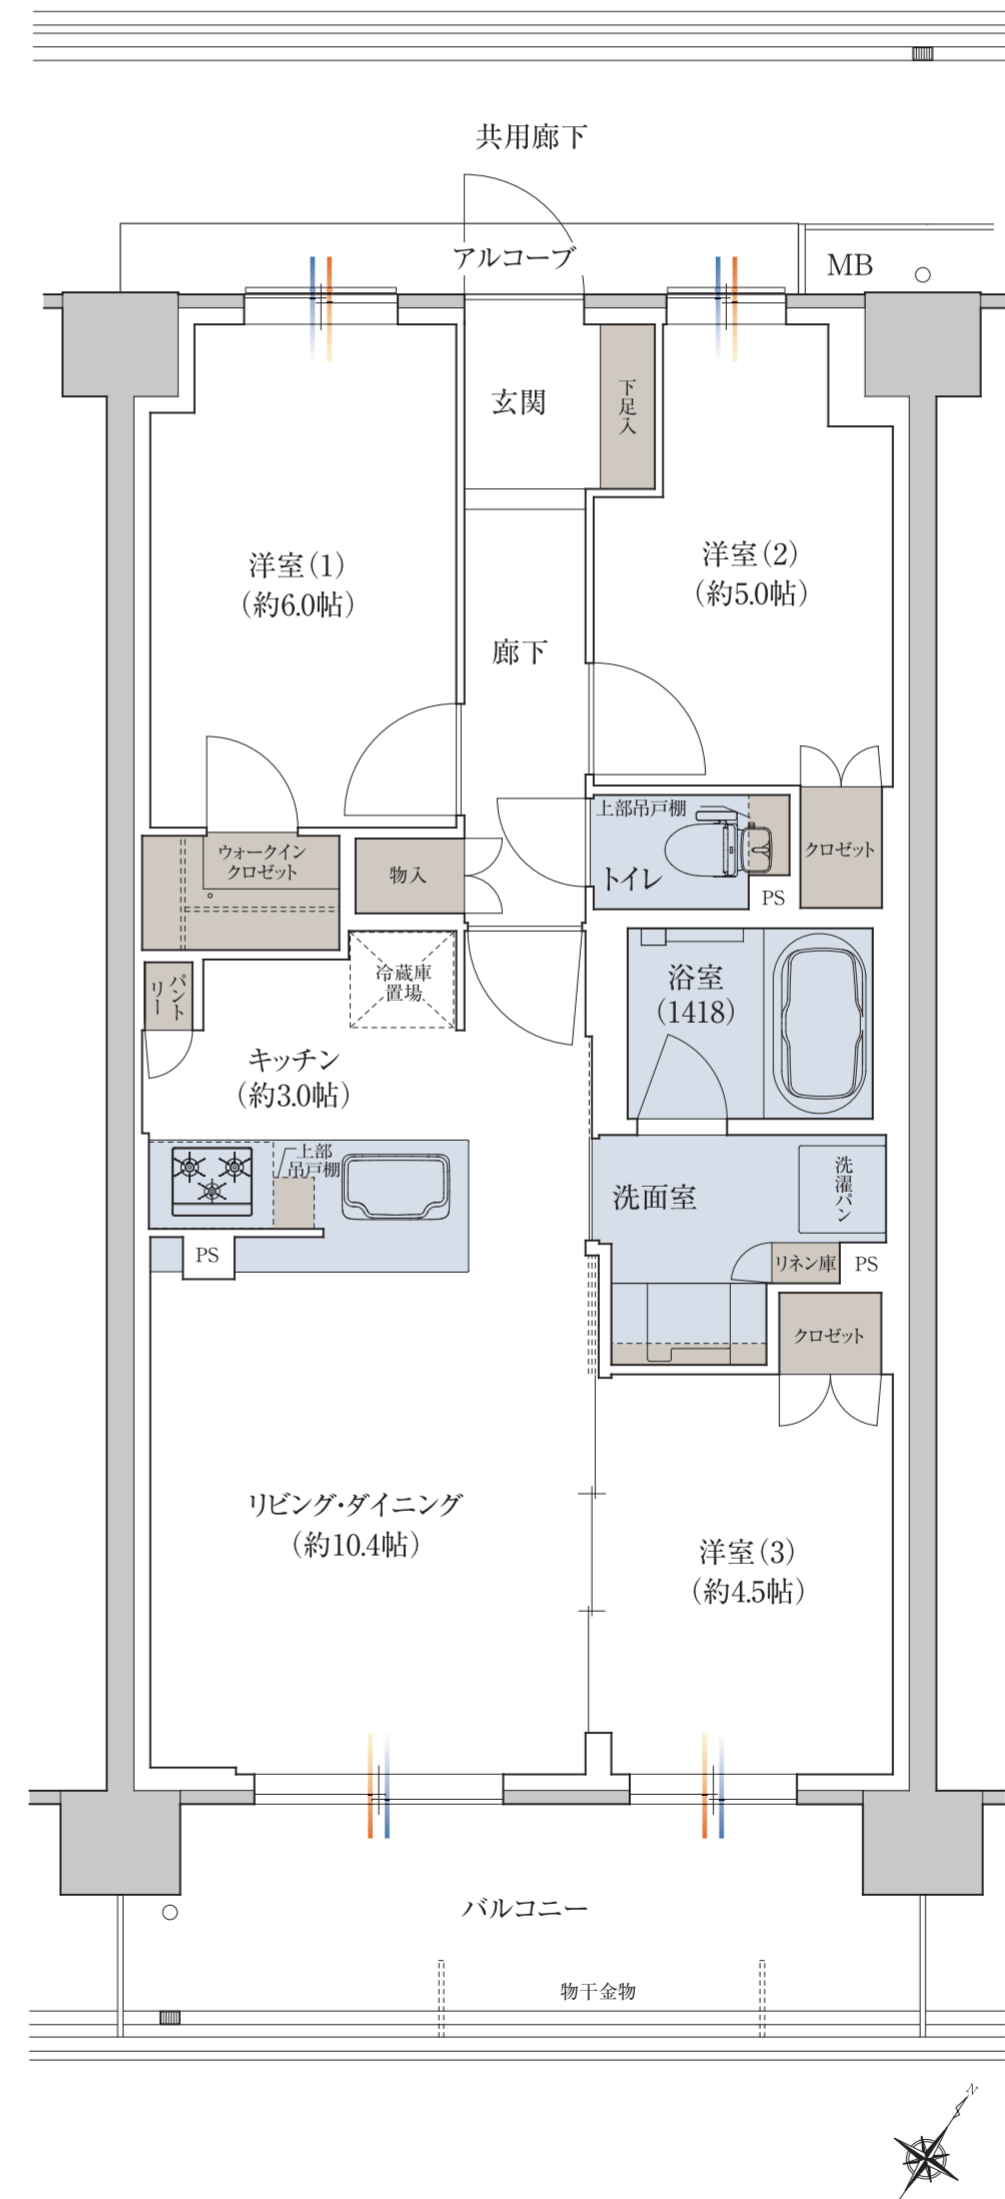 共用廊下
アルコーブ
MB
玄関
下足入
洋室(1)
(約6.0帖)
洋室(2)
(約5.0帖)
廊下
上部吊戸棚
トイレ
PS
クロゼット
ウォークイン
クロゼット
物入
冷蔵庫
置場
パントリー
浴室
(1418)
キッチン
(約3.0帖)
上部
吊戸棚
洗面室
洗濯パン
PS
リネン庫
PS
クロゼット
リビング・ダイニング
(約10.4帖)
洋室(3)
(約4.5帖)
バルコニー
物干金物
N